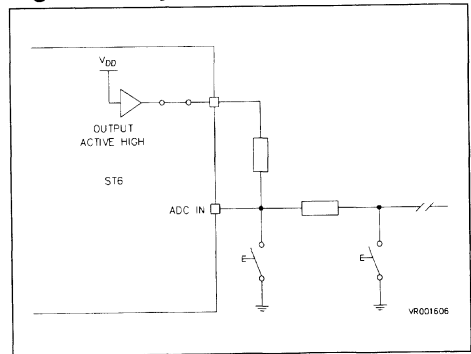 VDD
OUTPUT
ACTIVE HIGH
ST6
ADC IN
E
E
VR001606